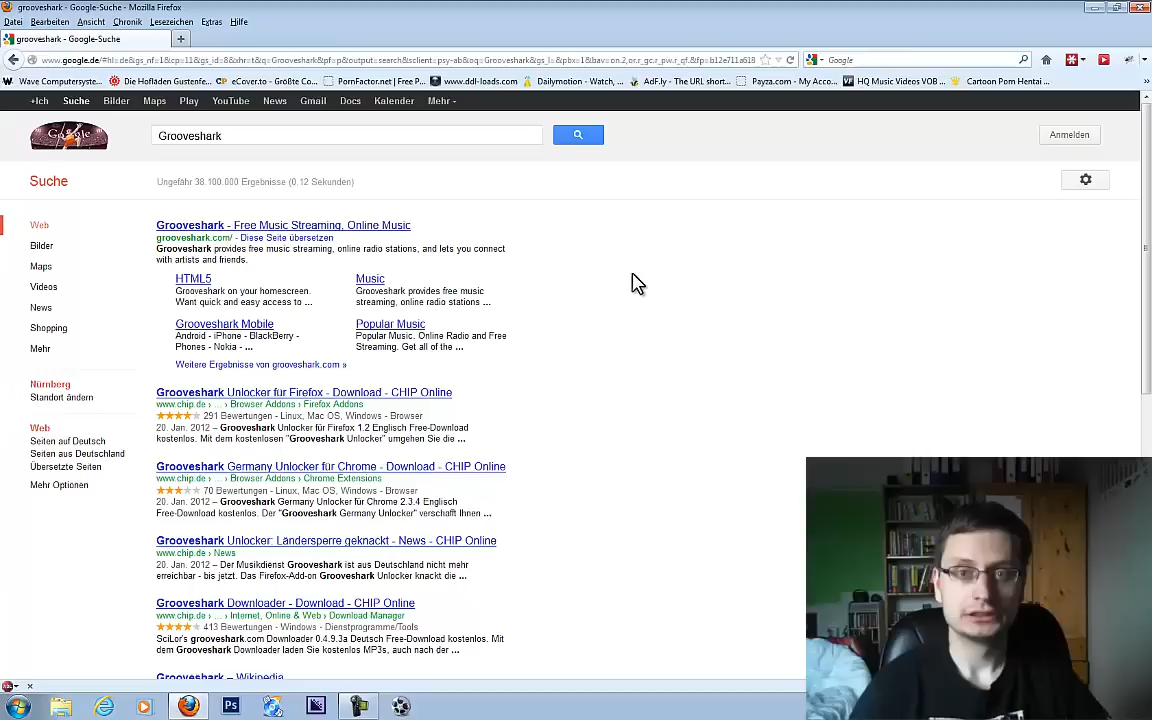 grooveshark - Google-Suche - Mozilla Firefox
Datei Bearbeiten Ansicht Chronik Lesezeichen Extras Hilfe
grooveshark - Google-Suche
Google
Wave Computersyste... Die Hofläden Gustenfe... eCover.to – Größte Co... PornFactor.net | Free P... www.ddl-loads.com Dailymotion - Watch, ... AdF.ly - The URL short... Payza.com - My Acco... HQ Music Videos VOB ... Cartoon Porn Hentai ...
+Ich Suche Bilder Maps Play YouTube News Gmail Docs Kalender Mehr
Google
Grooveshark
Anmelden
Suche
Ungefähr 38.100.000 Ergebnisse (0,12 Sekunden)
Web
Bilder
Maps
Videos
News
Shopping
Mehr
Nürnberg
Standort ändern
Web
Seiten auf Deutsch
Seiten aus Deutschland
Übersetzte Seiten
Mehr Optionen
Grooveshark - Free Music Streaming, Online Music
grooveshark.com/ - Diese Seite übersetzen
Grooveshark provides free music streaming, online radio stations, and lets you connect
with artists and friends.
HTML5
Grooveshark on your homescreen.
Want quick and easy access to ...
Music
Grooveshark provides free music
streaming, online radio stations ...
Grooveshark Mobile
Android - iPhone - BlackBerry -
Phones - Nokia - ...
Popular Music
Popular Music. Online Radio and Free
Streaming. Get all of the ...
Weitere Ergebnisse von grooveshark.com »
Grooveshark Unlocker für Firefox - Download - CHIP Online
www.chip.de › ... › Browser Addons › Firefox Addons
291 Bewertungen - Linux, Mac OS, Windows - Browser
20. Jan. 2012 – Grooveshark Unlocker für Firefox 1.2 Englisch Free-Download
kostenlos. Mit dem kostenlosen "Grooveshark Unlocker" umgehen Sie die ...
Grooveshark Germany Unlocker für Chrome - Download - CHIP Online
www.chip.de › ... › Browser Addons › Chrome Extensions
70 Bewertungen - Linux, Mac OS, Windows - Browser
20. Jan. 2012 – Grooveshark Germany Unlocker für Chrome 2.3.4 Englisch
Free-Download kostenlos. Der "Grooveshark Germany Unlocker" verschafft Ihnen ...
Grooveshark Unlocker: Ländersperre geknackt - News - CHIP Online
www.chip.de › News
20. Jan. 2012 – Der Musikdienst Grooveshark ist aus Deutschland nicht mehr
erreichbar - bis jetzt. Das Firefox-Add-on Grooveshark Unlocker knackt die ...
Grooveshark Downloader - Download - CHIP Online
www.chip.de › ... › Internet, Online & Web › Download-Manager
413 Bewertungen - Windows - Dienstprogramme/Tools
SciLor's grooveshark.com Downloader 0.4.9.3a Deutsch Free-Download kostenlos. Mit
dem Grooveshark Downloader laden Sie kostenlos MP3s, auch nach der ...
Grooveshark – Wikipedia
Ps